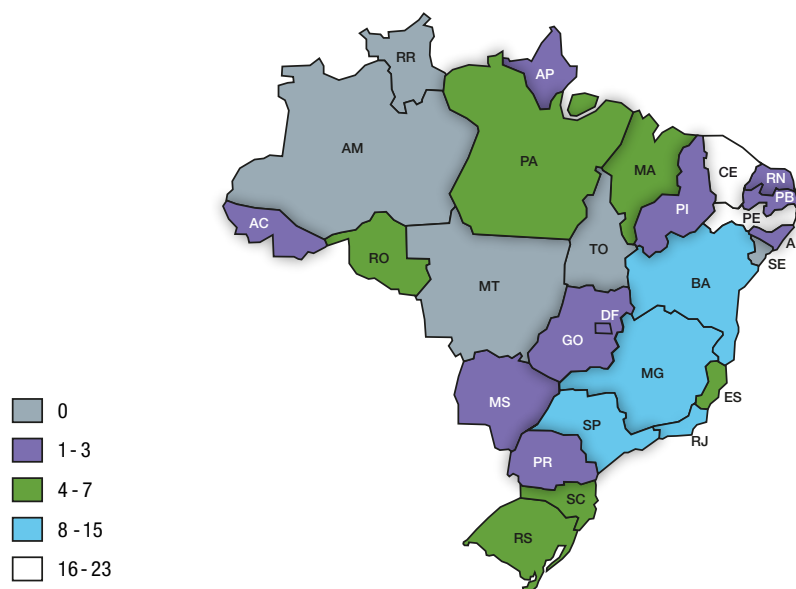 RR
AP
AM
PA
MA
CE
RN
PB
PI
PE
A
AC
RO
TO
SE
MT
BA
DF
GO
MG
MS
ES
SP
RJ
PR
SC
RS
0
1-3
4-7
8-15
16-23